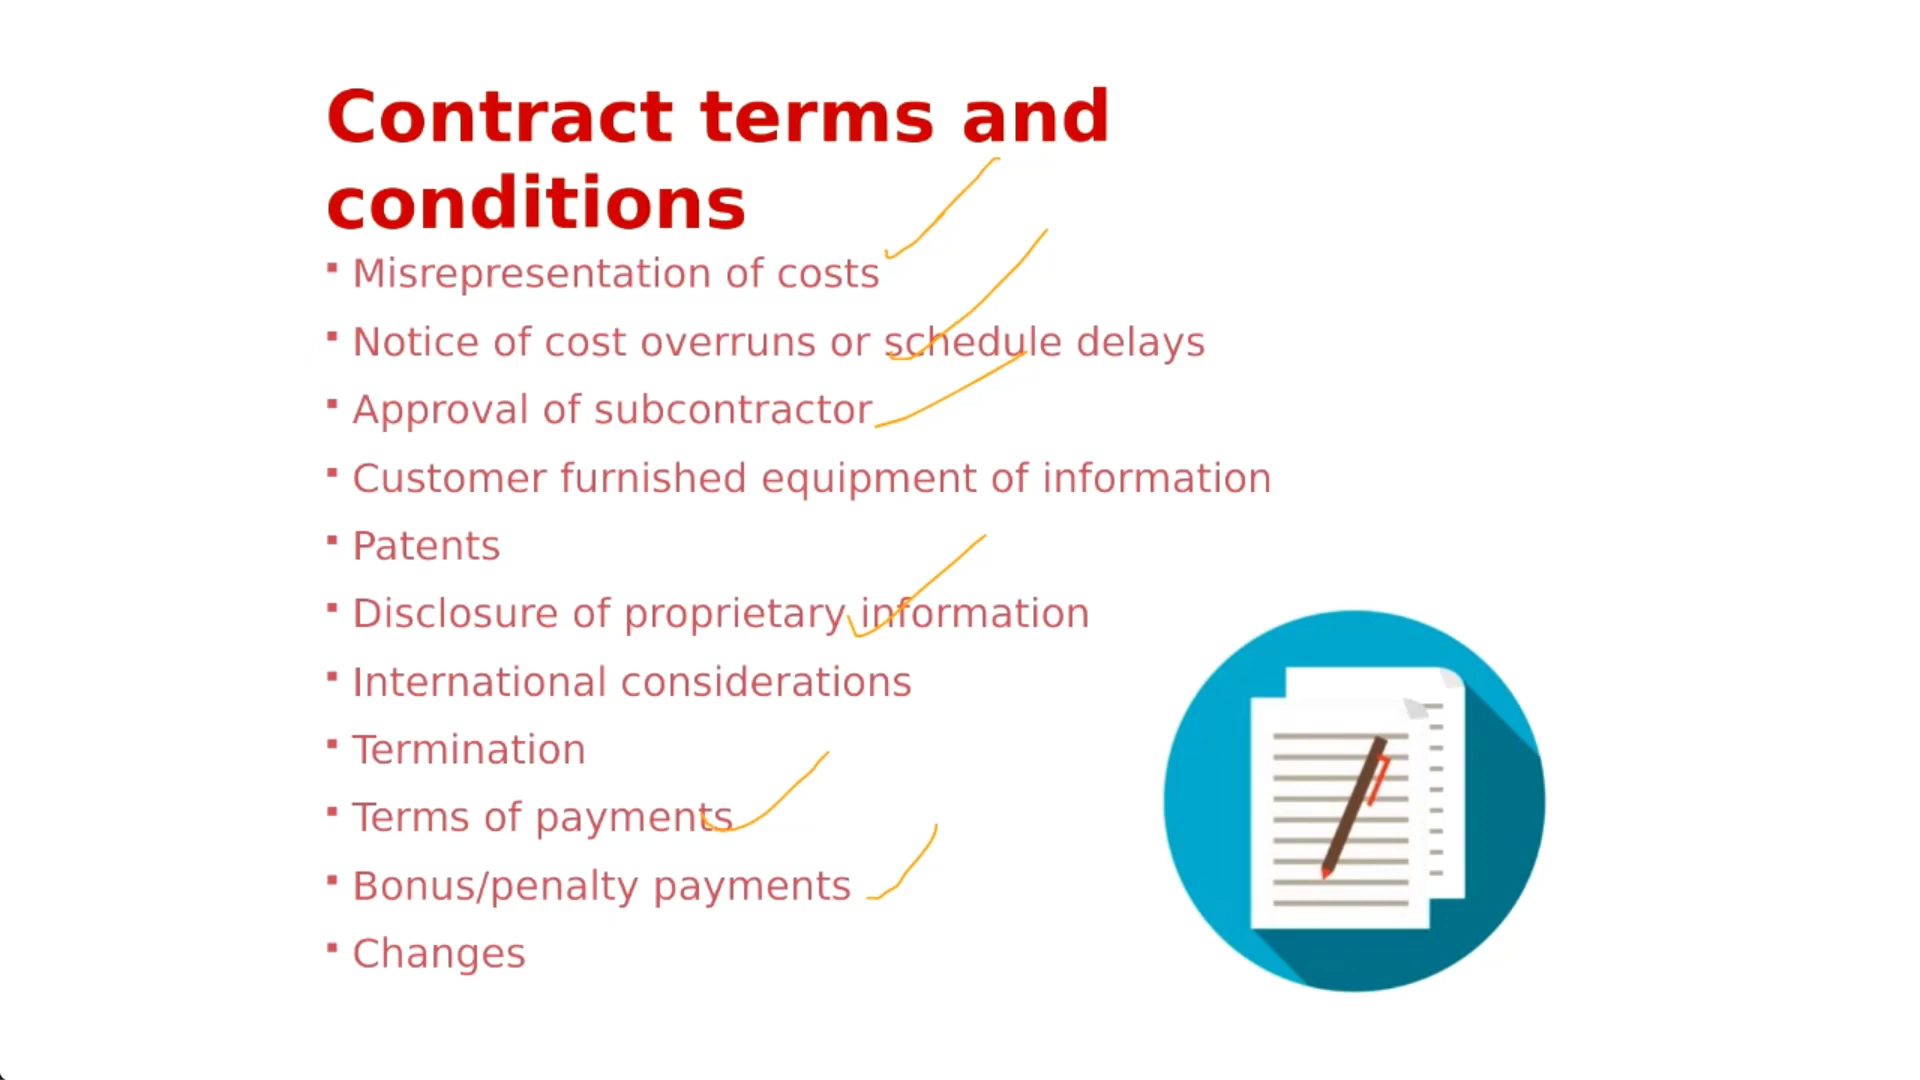 Contract terms and
conditions
▪ Misrepresentation of costs
▪ Notice of cost overruns or schedule delays
▪ Approval of subcontractor
▪ Customer furnished equipment of information
▪ Patents
▪ Disclosure of proprietary information
▪ International considerations
▪ Termination
▪ Terms of payments
▪ Bonus/penalty payments
▪ Changes